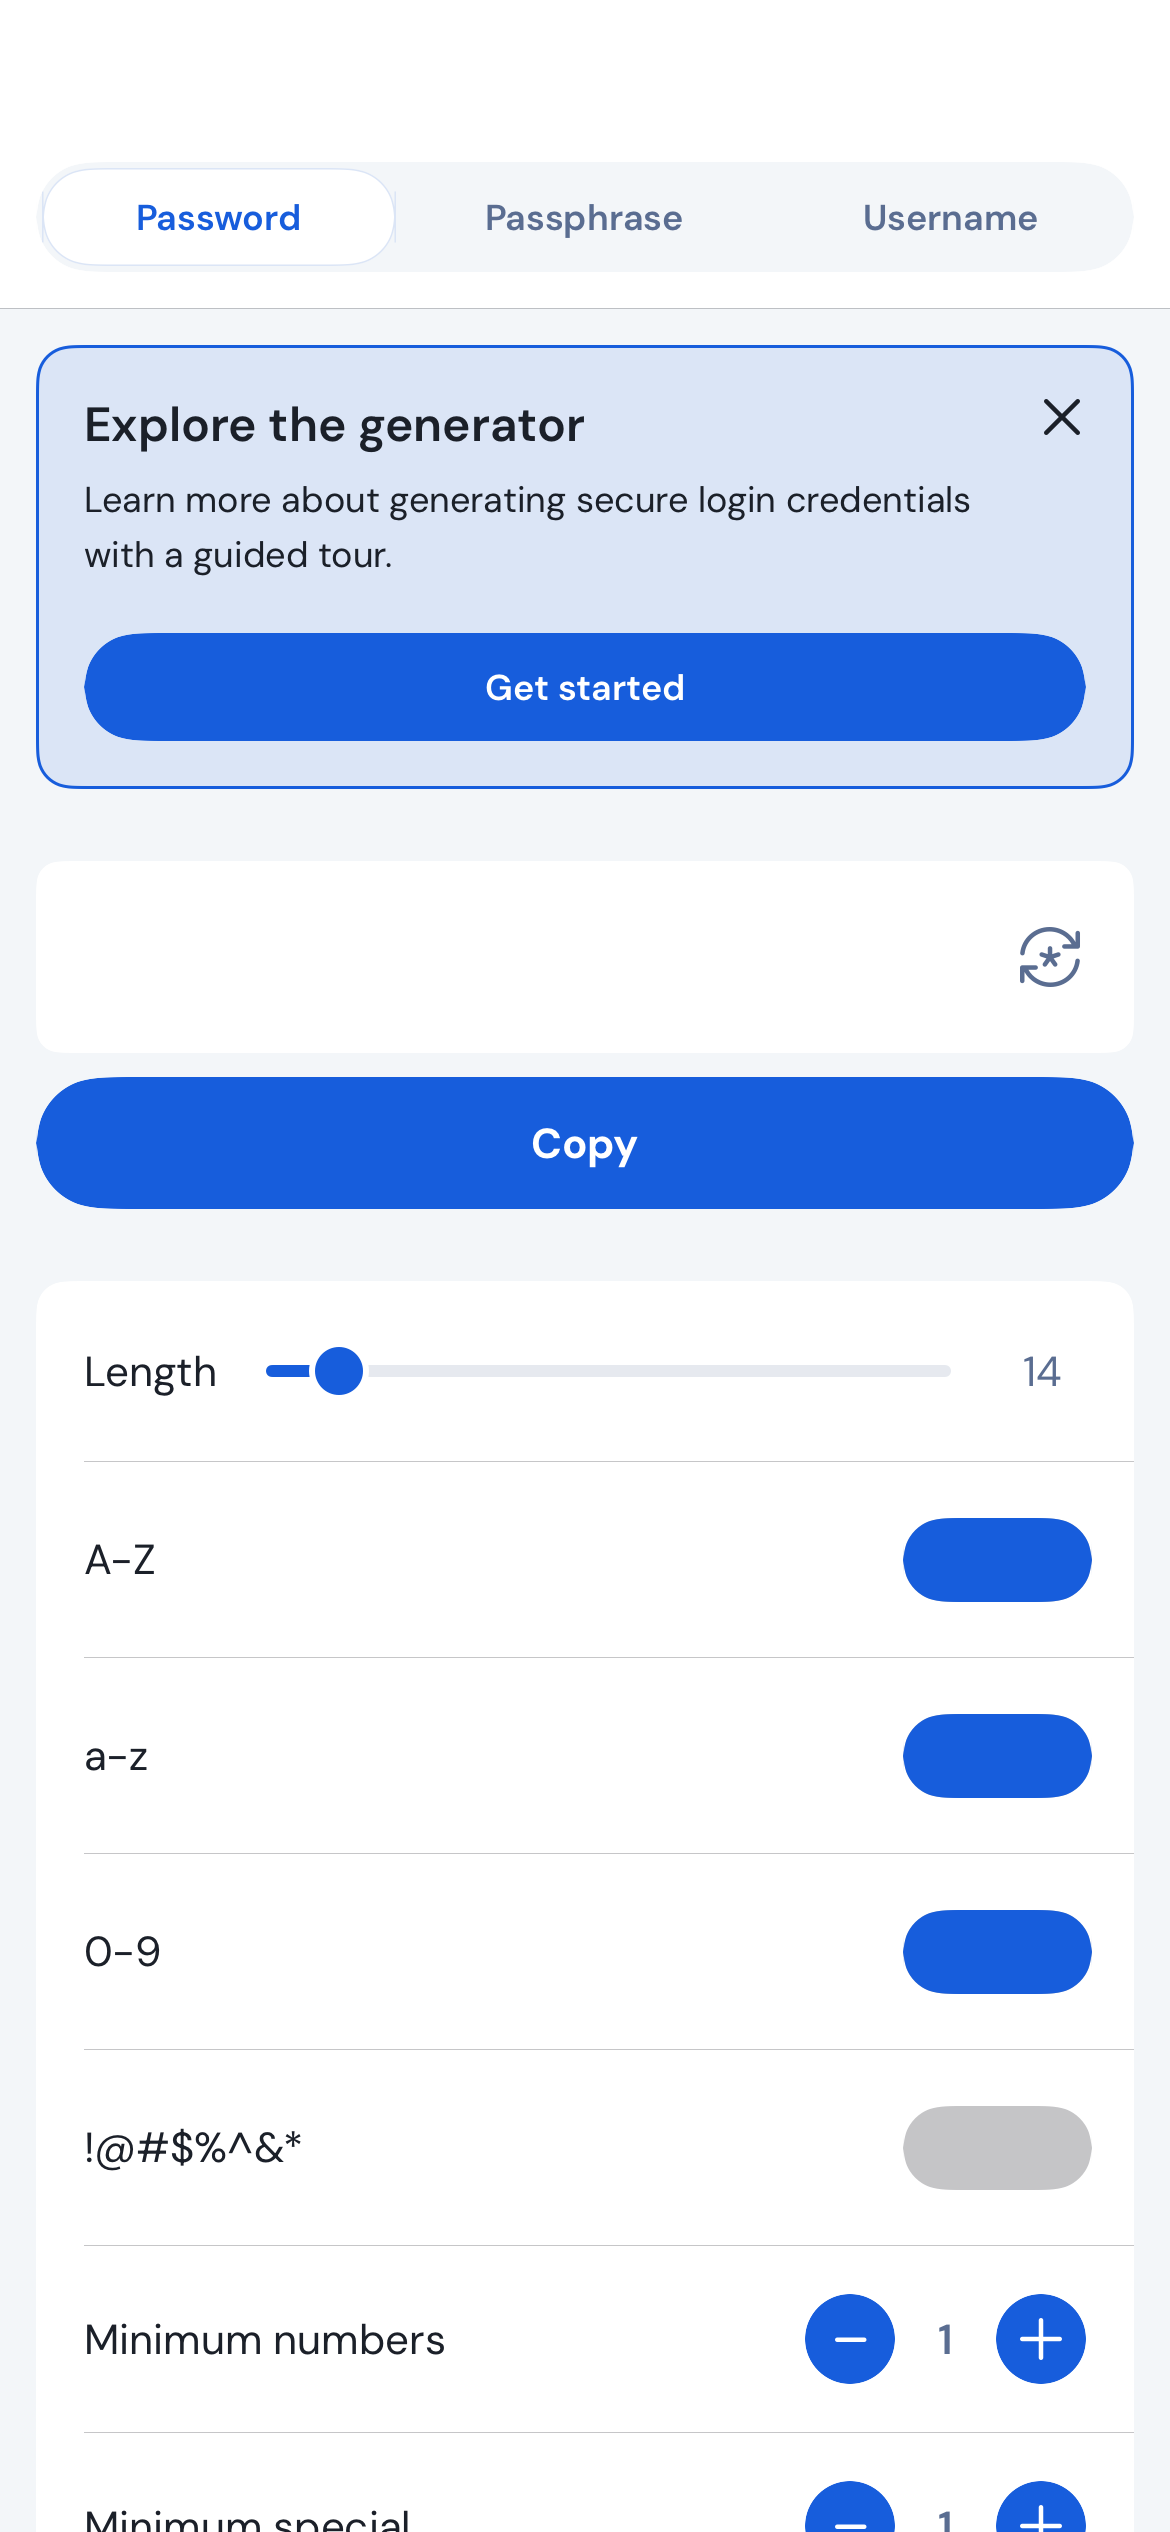 Password
Passphrase
Username
Explore the generator
Learn more about generating secure login credentials
with a guided tour.
Get started
Copy
Length
14
A-Z
a-z
0-9
!@#$%^&*
Minimum numbers
1
Minimum special
1